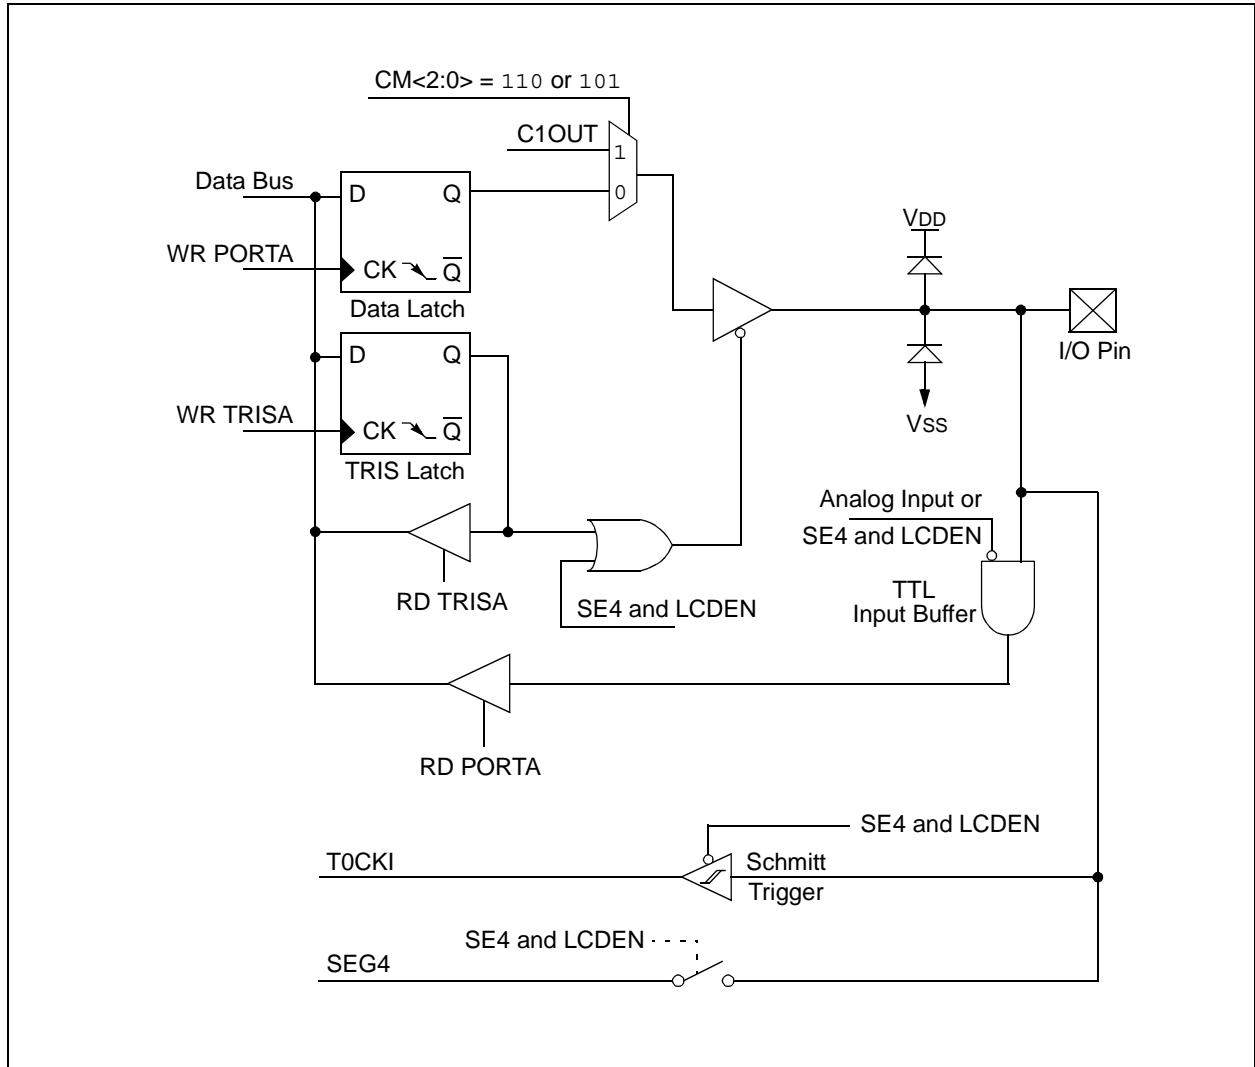 CM<2:0> = 110 or 101
C1OUT
1
0
Data Bus
D Q
WR PORTA
CK Q̅
Data Latch
D Q
WR TRISA
CK Q̅
TRIS Latch
RD TRISA
SE4 and LCDEN
RD PORTA
VDD
I/O Pin
VSS
Analog Input or
SE4 and LCDEN
TTL
Input Buffer
SE4 and LCDEN
T0CKI
Schmitt
Trigger
SE4 and LCDEN
SEG4